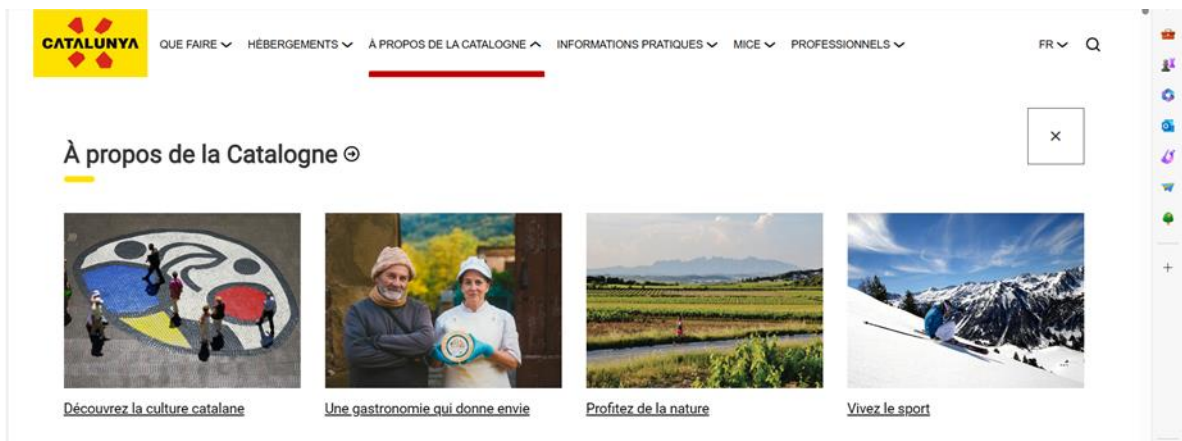 CATALUNYA
QUE FAIRE HÉBERGEMENTS À PROPOS DE LA CATALOGNE INFORMATIONS PRATIQUES MICE PROFESSIONNELS FR
À propos de la Catalogne
Découvrez la culture catalane Une gastronomie qui donne envie Profitez de la nature Vivez le sport